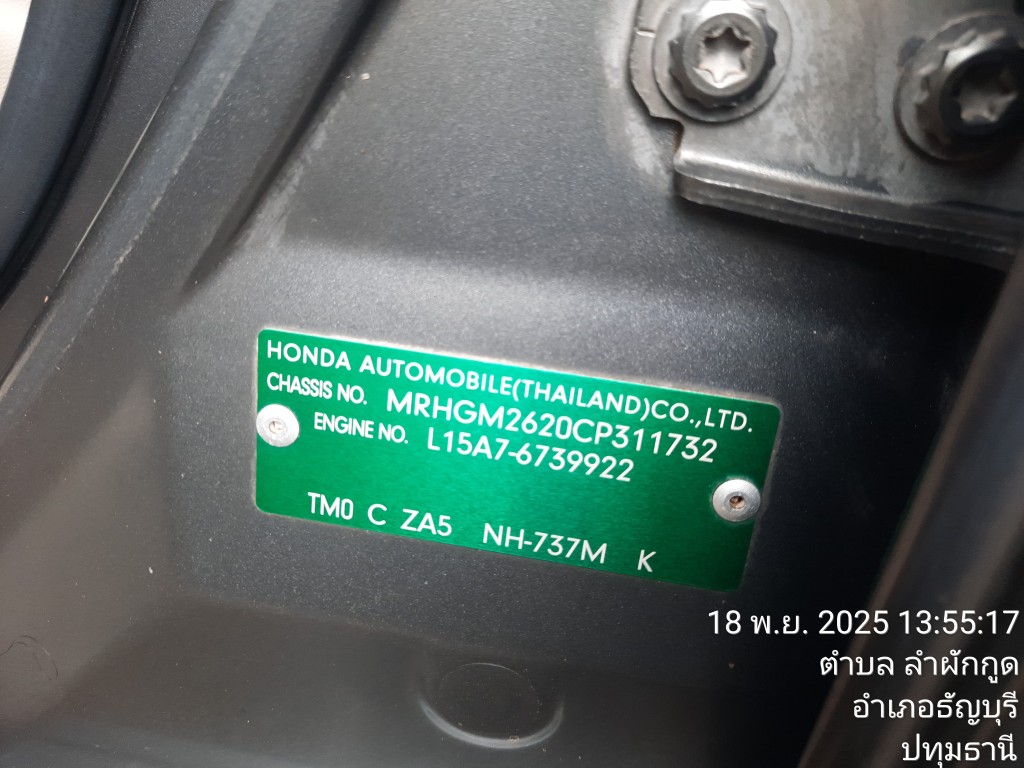 HONDA AUTOMOBILE(THAILAND)CO.,LTD.
CHASSIS NO. MRHGM2620CP311732
ENGINE NO. L15A7-6739922
TM0 C ZA5 NH-737M K
18 พ.ย. 2025 13:55:17
ตำบล ลำผักกูด
อำเภอธัญบุรี
ปทุมธานี